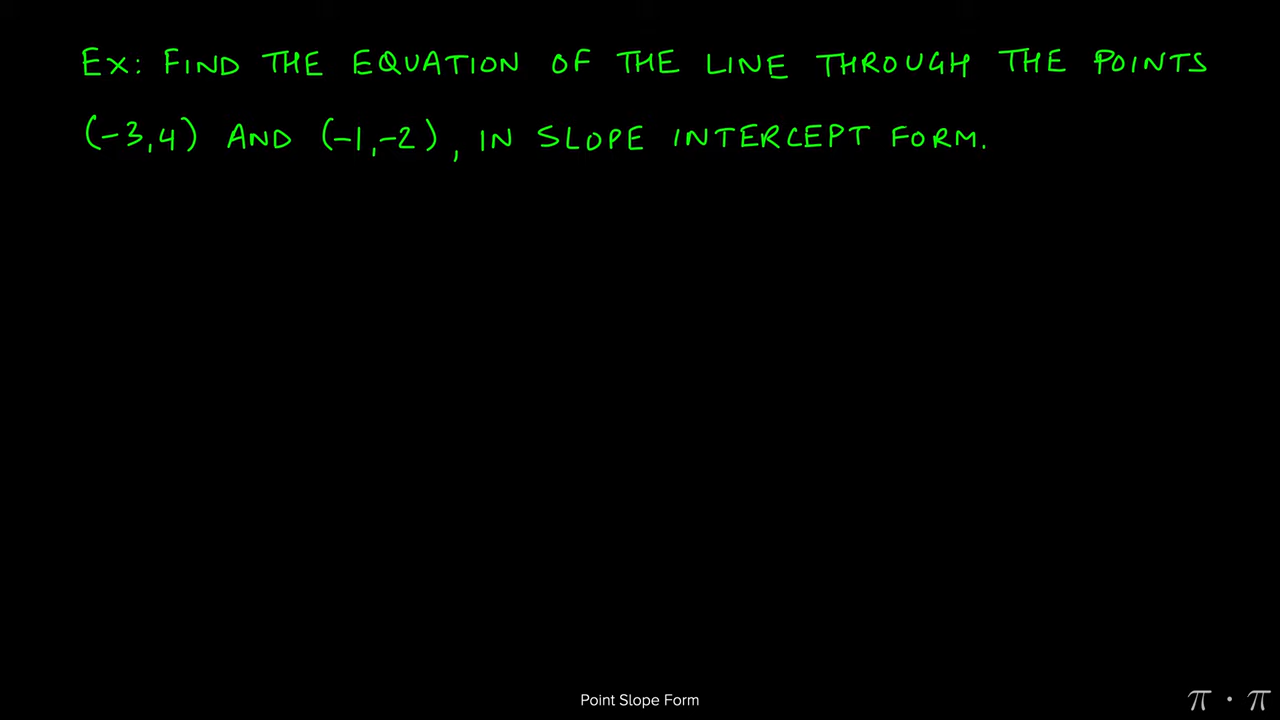 Ex: FIND THE EQUATION OF THE LINE THROUGH THE POINTS
(-3,4) AND (-1,-2), IN SLOPE INTERCEPT FORM.
Point Slope Form
π · π